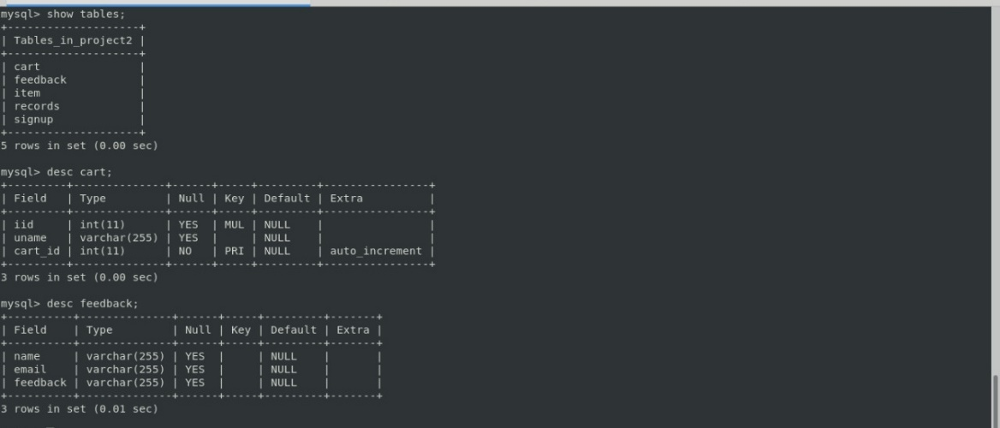 mysql> show tables;
+--------------------+
| Tables_in_project2 |
+--------------------+
| cart               |
| feedback           |
| item               |
| records            |
| signup             |
+--------------------+
5 rows in set (0.00 sec)
mysql> desc cart;
+---------+--------------+------+-----+---------+----------------+
| Field   | Type         | Null | Key | Default | Extra          |
+---------+--------------+------+-----+---------+----------------+
| iid     | int(11)      | YES  | MUL | NULL    |                |
| uname   | varchar(255) | YES  |     | NULL    |                |
| cart_id | int(11)      | NO   | PRI | NULL    | auto_increment |
+---------+--------------+------+-----+---------+----------------+
3 rows in set (0.00 sec)
mysql> desc feedback;
+----------+--------------+------+-----+---------+-------+
| Field    | Type         | Null | Key | Default | Extra |
+----------+--------------+------+-----+---------+-------+
| name     | varchar(255) | YES  |     | NULL    |       |
| email    | varchar(255) | YES  |     | NULL    |       |
| feedback | varchar(255) | YES  |     | NULL    |       |
+----------+--------------+------+-----+---------+-------+
3 rows in set (0.01 sec)